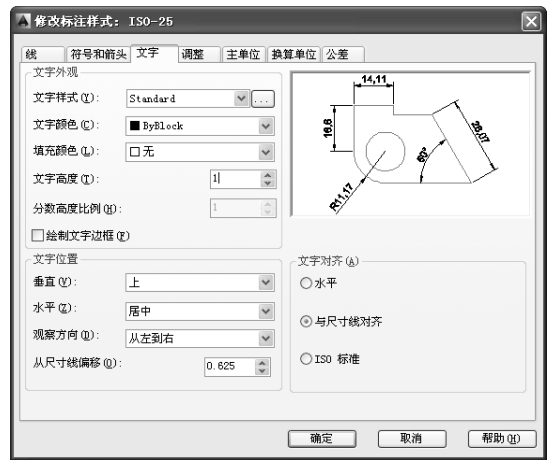 修改标注样式: ISO-25
线 符号和箭头 文字 调整 主单位 换算单位 公差
文字外观
文字样式(Y): Standard ...
文字颜色(C): ByBlock
填充颜色(L): 无
文字高度(T): 1
分数高度比例(H): 1
绘制文字边框(F)
14,11
16,6
28,07
60°
R11,17
文字位置
垂直(V): 上
水平(Z): 居中
观察方向(D): 从左到右
从尺寸线偏移(O): 0.625
文字对齐(A)
水平
与尺寸线对齐
ISO 标准
确定 取消 帮助(H)